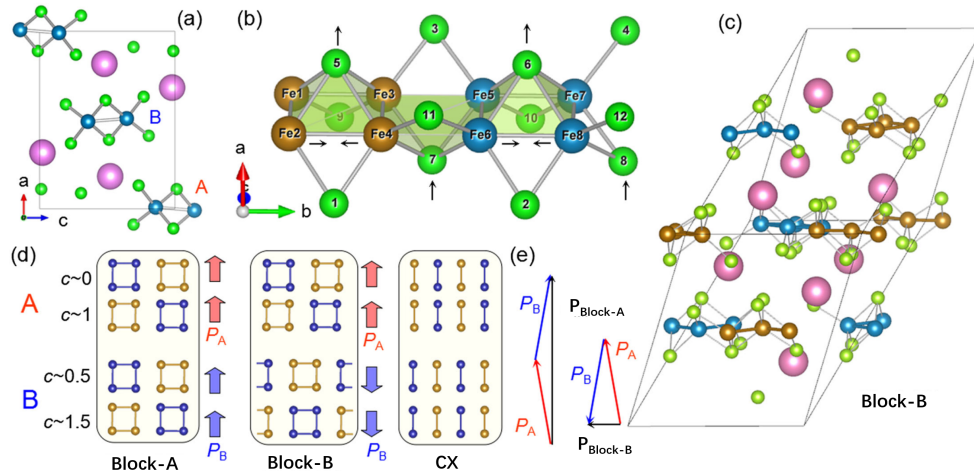 (a)
B
A
a
c
(b)
3
4
5
6
Fe1
Fe3
Fe5
Fe7
9
11
10
12
Fe2
Fe4
Fe6
Fe8
7
8
a
c
b
1
2
(c)
Block-B
(d)
c~0
A
c~1
P_A
P_A
c~0.5
B
c~1.5
P_B
P_B
Block-A
Block-B
CX
(e)
P_B
P_Block-A
P_A
P_B
P_A
P_Block-B